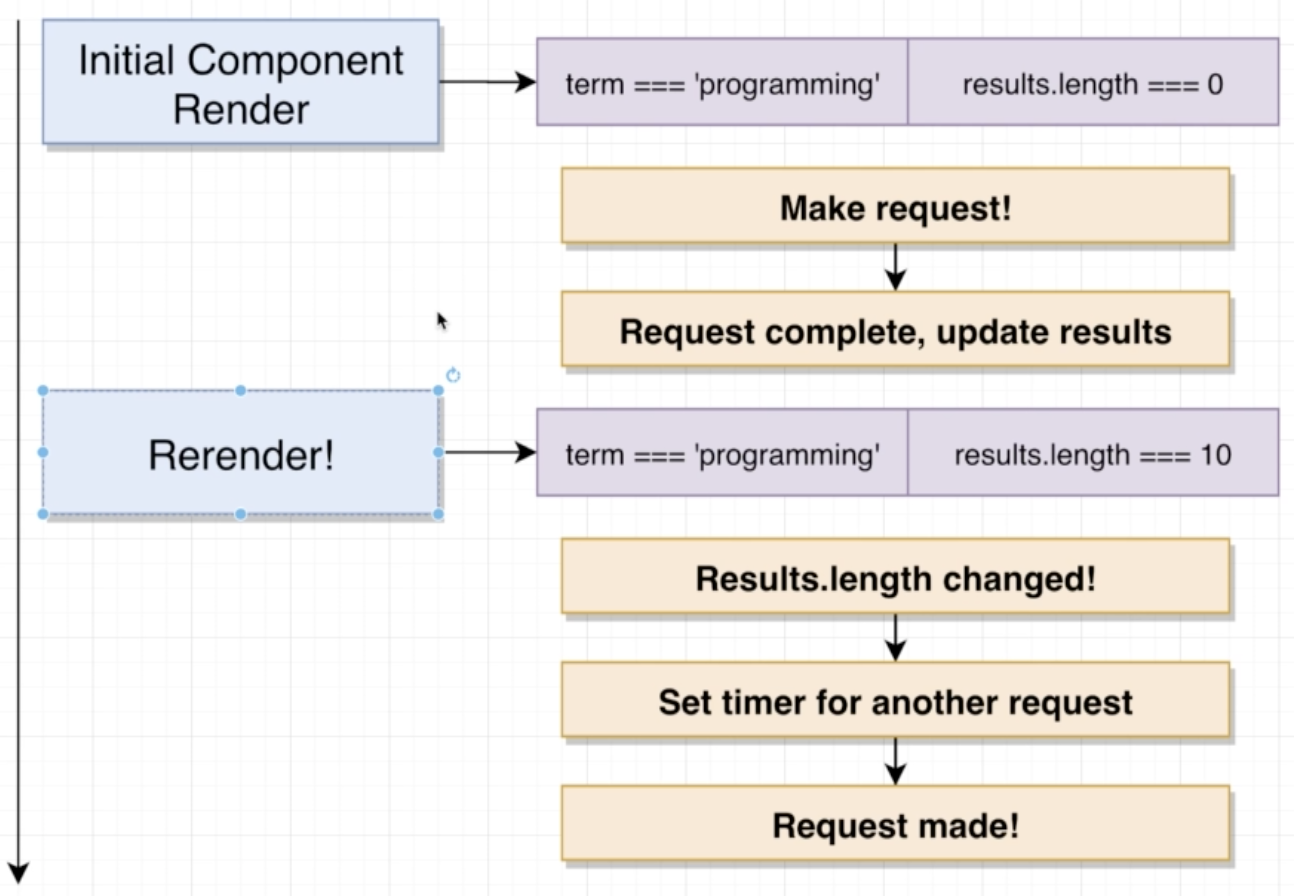 Initial Component
Render
term === 'programming'
results.length === 0
Make request!
Request complete, update results
Rerender!
term === 'programming'
results.length === 10
Results.length changed!
Set timer for another request
Request made!